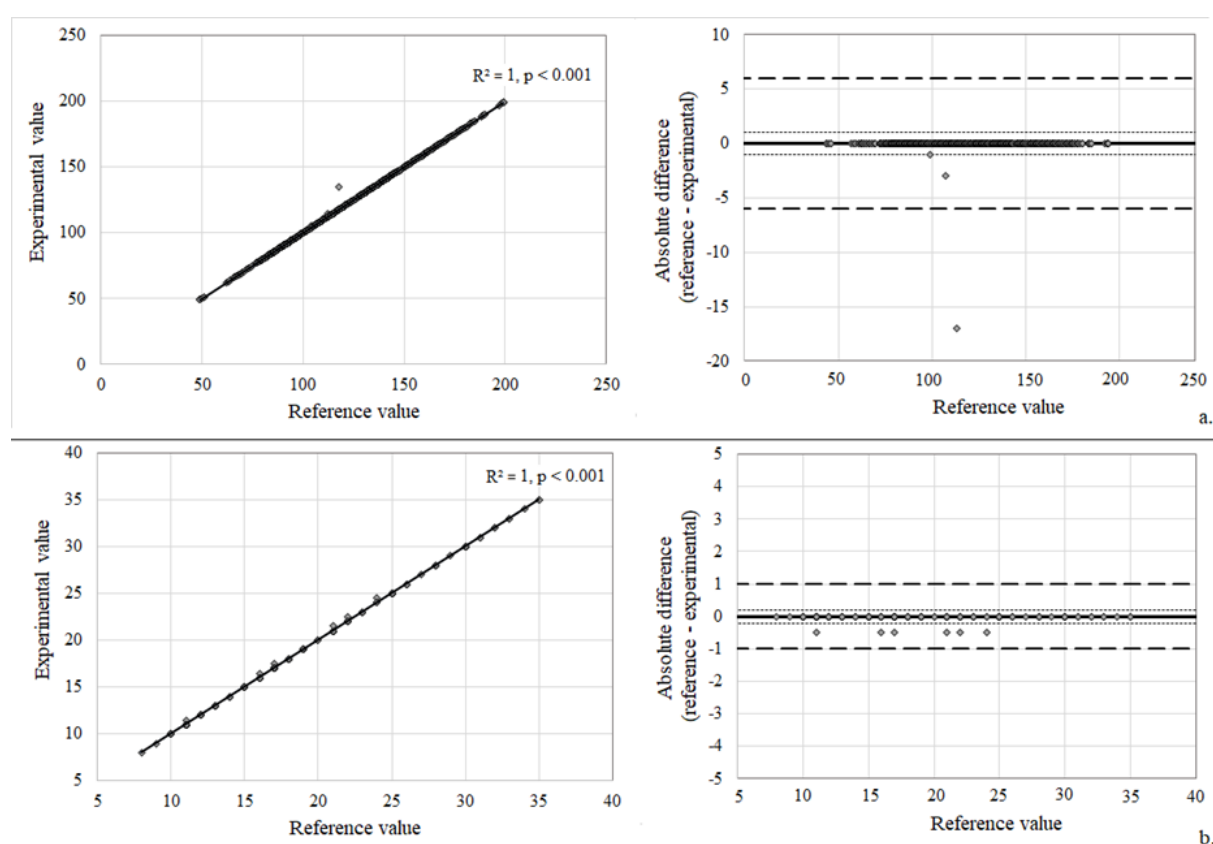 250
200
150
100
50
0
0 50 100 150 200 250
Experimental value
Reference value
R² = 1, p < 0.001
10
5
0
-5
-10
-15
-20
0 50 100 150 200 250
Absolute difference
(reference - experimental)
Reference value
a.
40
35
30
25
20
15
10
5
5 10 15 20 25 30 35 40
Experimental value
Reference value
R² = 1, p < 0.001
5
4
3
2
1
0
-1
-2
-3
-4
-5
5 10 15 20 25 30 35 40
Absolute difference
(reference - experimental)
Reference value
b.